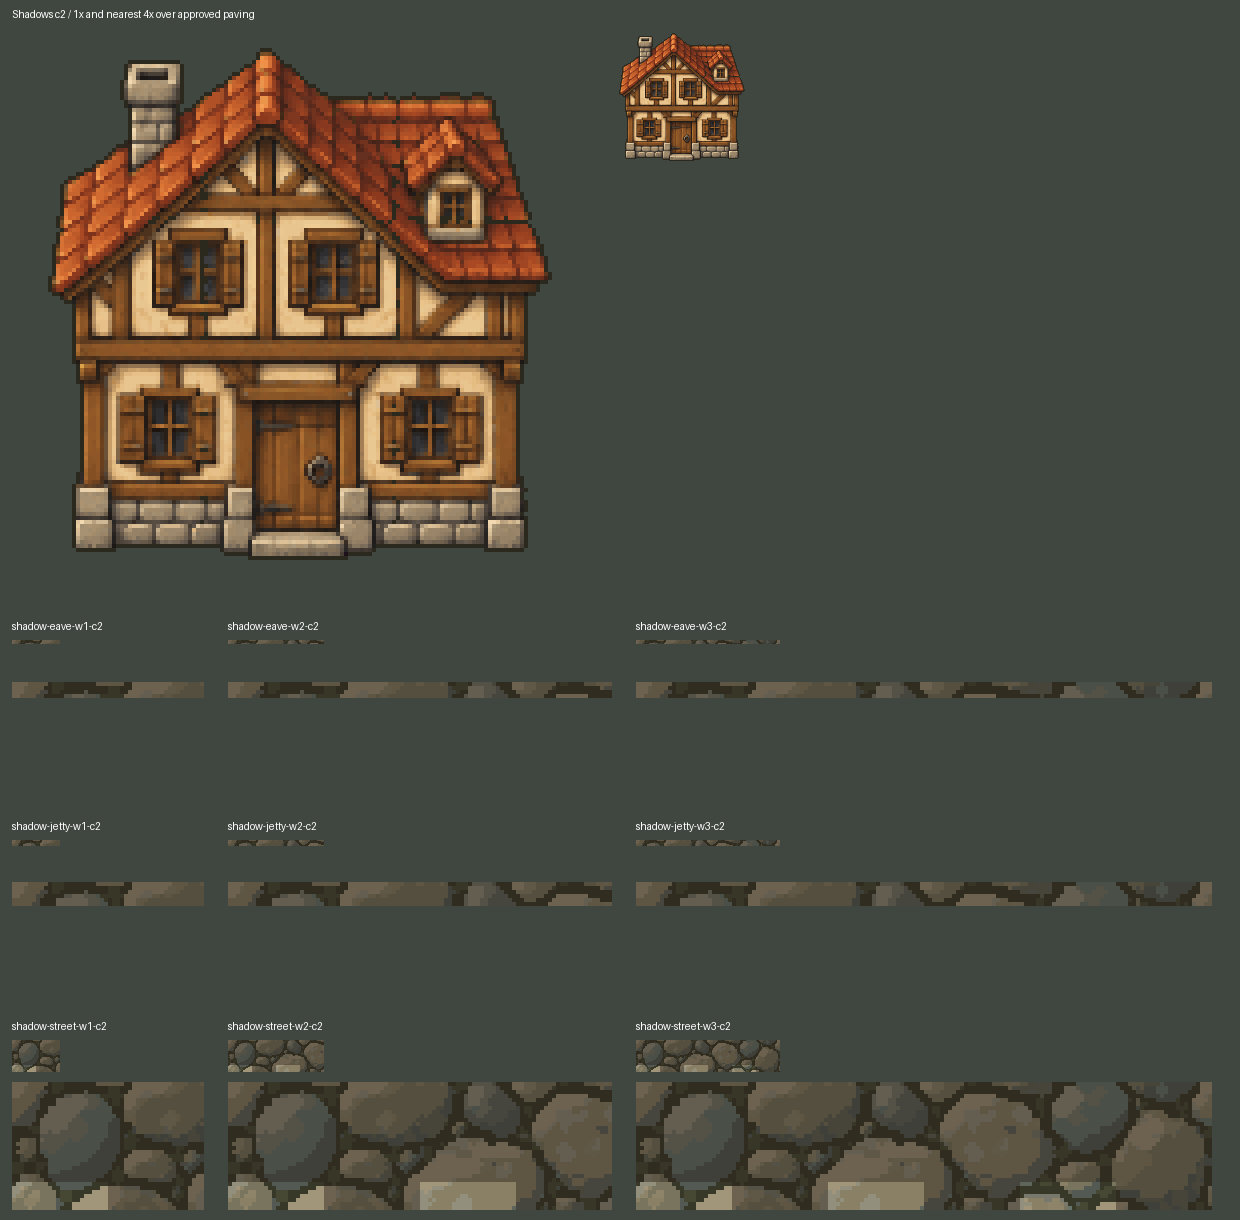 Shadows c2 / 1x and nearest 4x over approved paving
shadow-eave-w1-c2
shadow-eave-w2-c2
shadow-eave-w3-c2
shadow-jetty-w1-c2
shadow-jetty-w2-c2
shadow-jetty-w3-c2
shadow-street-w1-c2
shadow-street-w2-c2
shadow-street-w3-c2